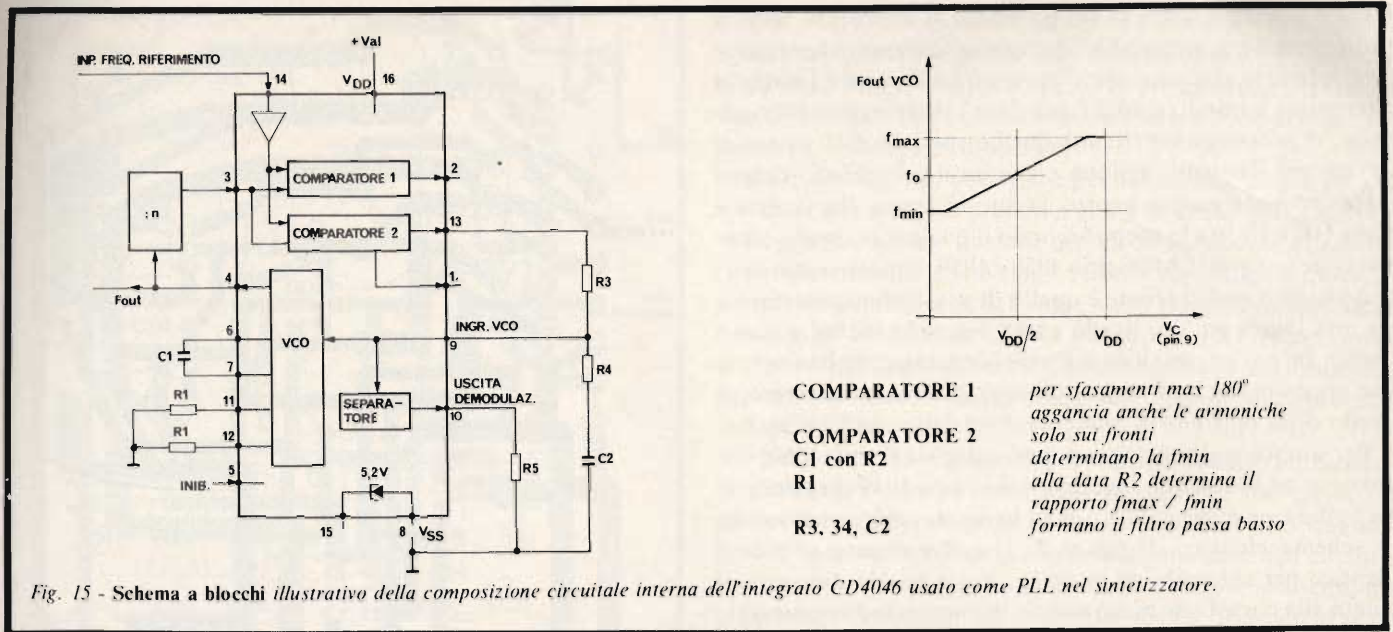 +Val
INP. FREQ. RIFERIMENTO
14
VDD
16
3
COMPARATORE 1
2
: n
COMPARATORE 2
13
4
1
Fout
R3
6
VCO
INGR. VCO
9
C1
7
R4
USCITA
DEMODULAZ.
R1
11
SEPARA-
TORE
10
R1
12
C2
5
R5
INIB.
5,2V
15
8
VSS
Fout VCO
fmax
fo
fmin
VDD/2
VDD
VC
(pin.9)
COMPARATORE 1 per sfasamenti max 180°
aggancia anche le armoniche
COMPARATORE 2 solo sui fronti
C1 con R2 determinano la fmin
R1 alla data R2 determina il
rapporto fmax / fmin
R3, 34, C2 formano il filtro passa basso
Fig. 15 - Schema a blocchi illustrativo della composizione circuitale interna dell'integrato CD4046 usato come PLL nel sintetizzatore.